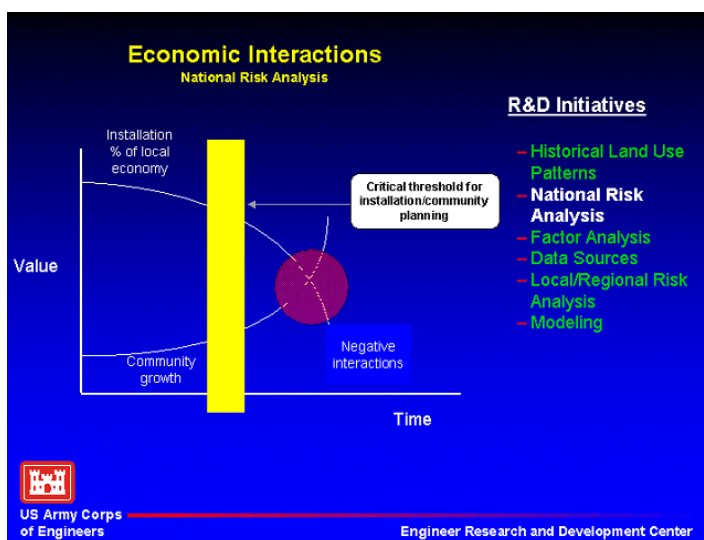 Economic Interactions
National Risk Analysis
Installation
% of local
economy
Critical threshold for
installation/community
planning
Value
Community
growth
Negative
interactions
Time
R&D Initiatives
– Historical Land Use
Patterns
– National Risk
Analysis
– Factor Analysis
– Data Sources
– Local/Regional Risk
Analysis
– Modeling
US Army Corps
of Engineers
Engineer Research and Development Center